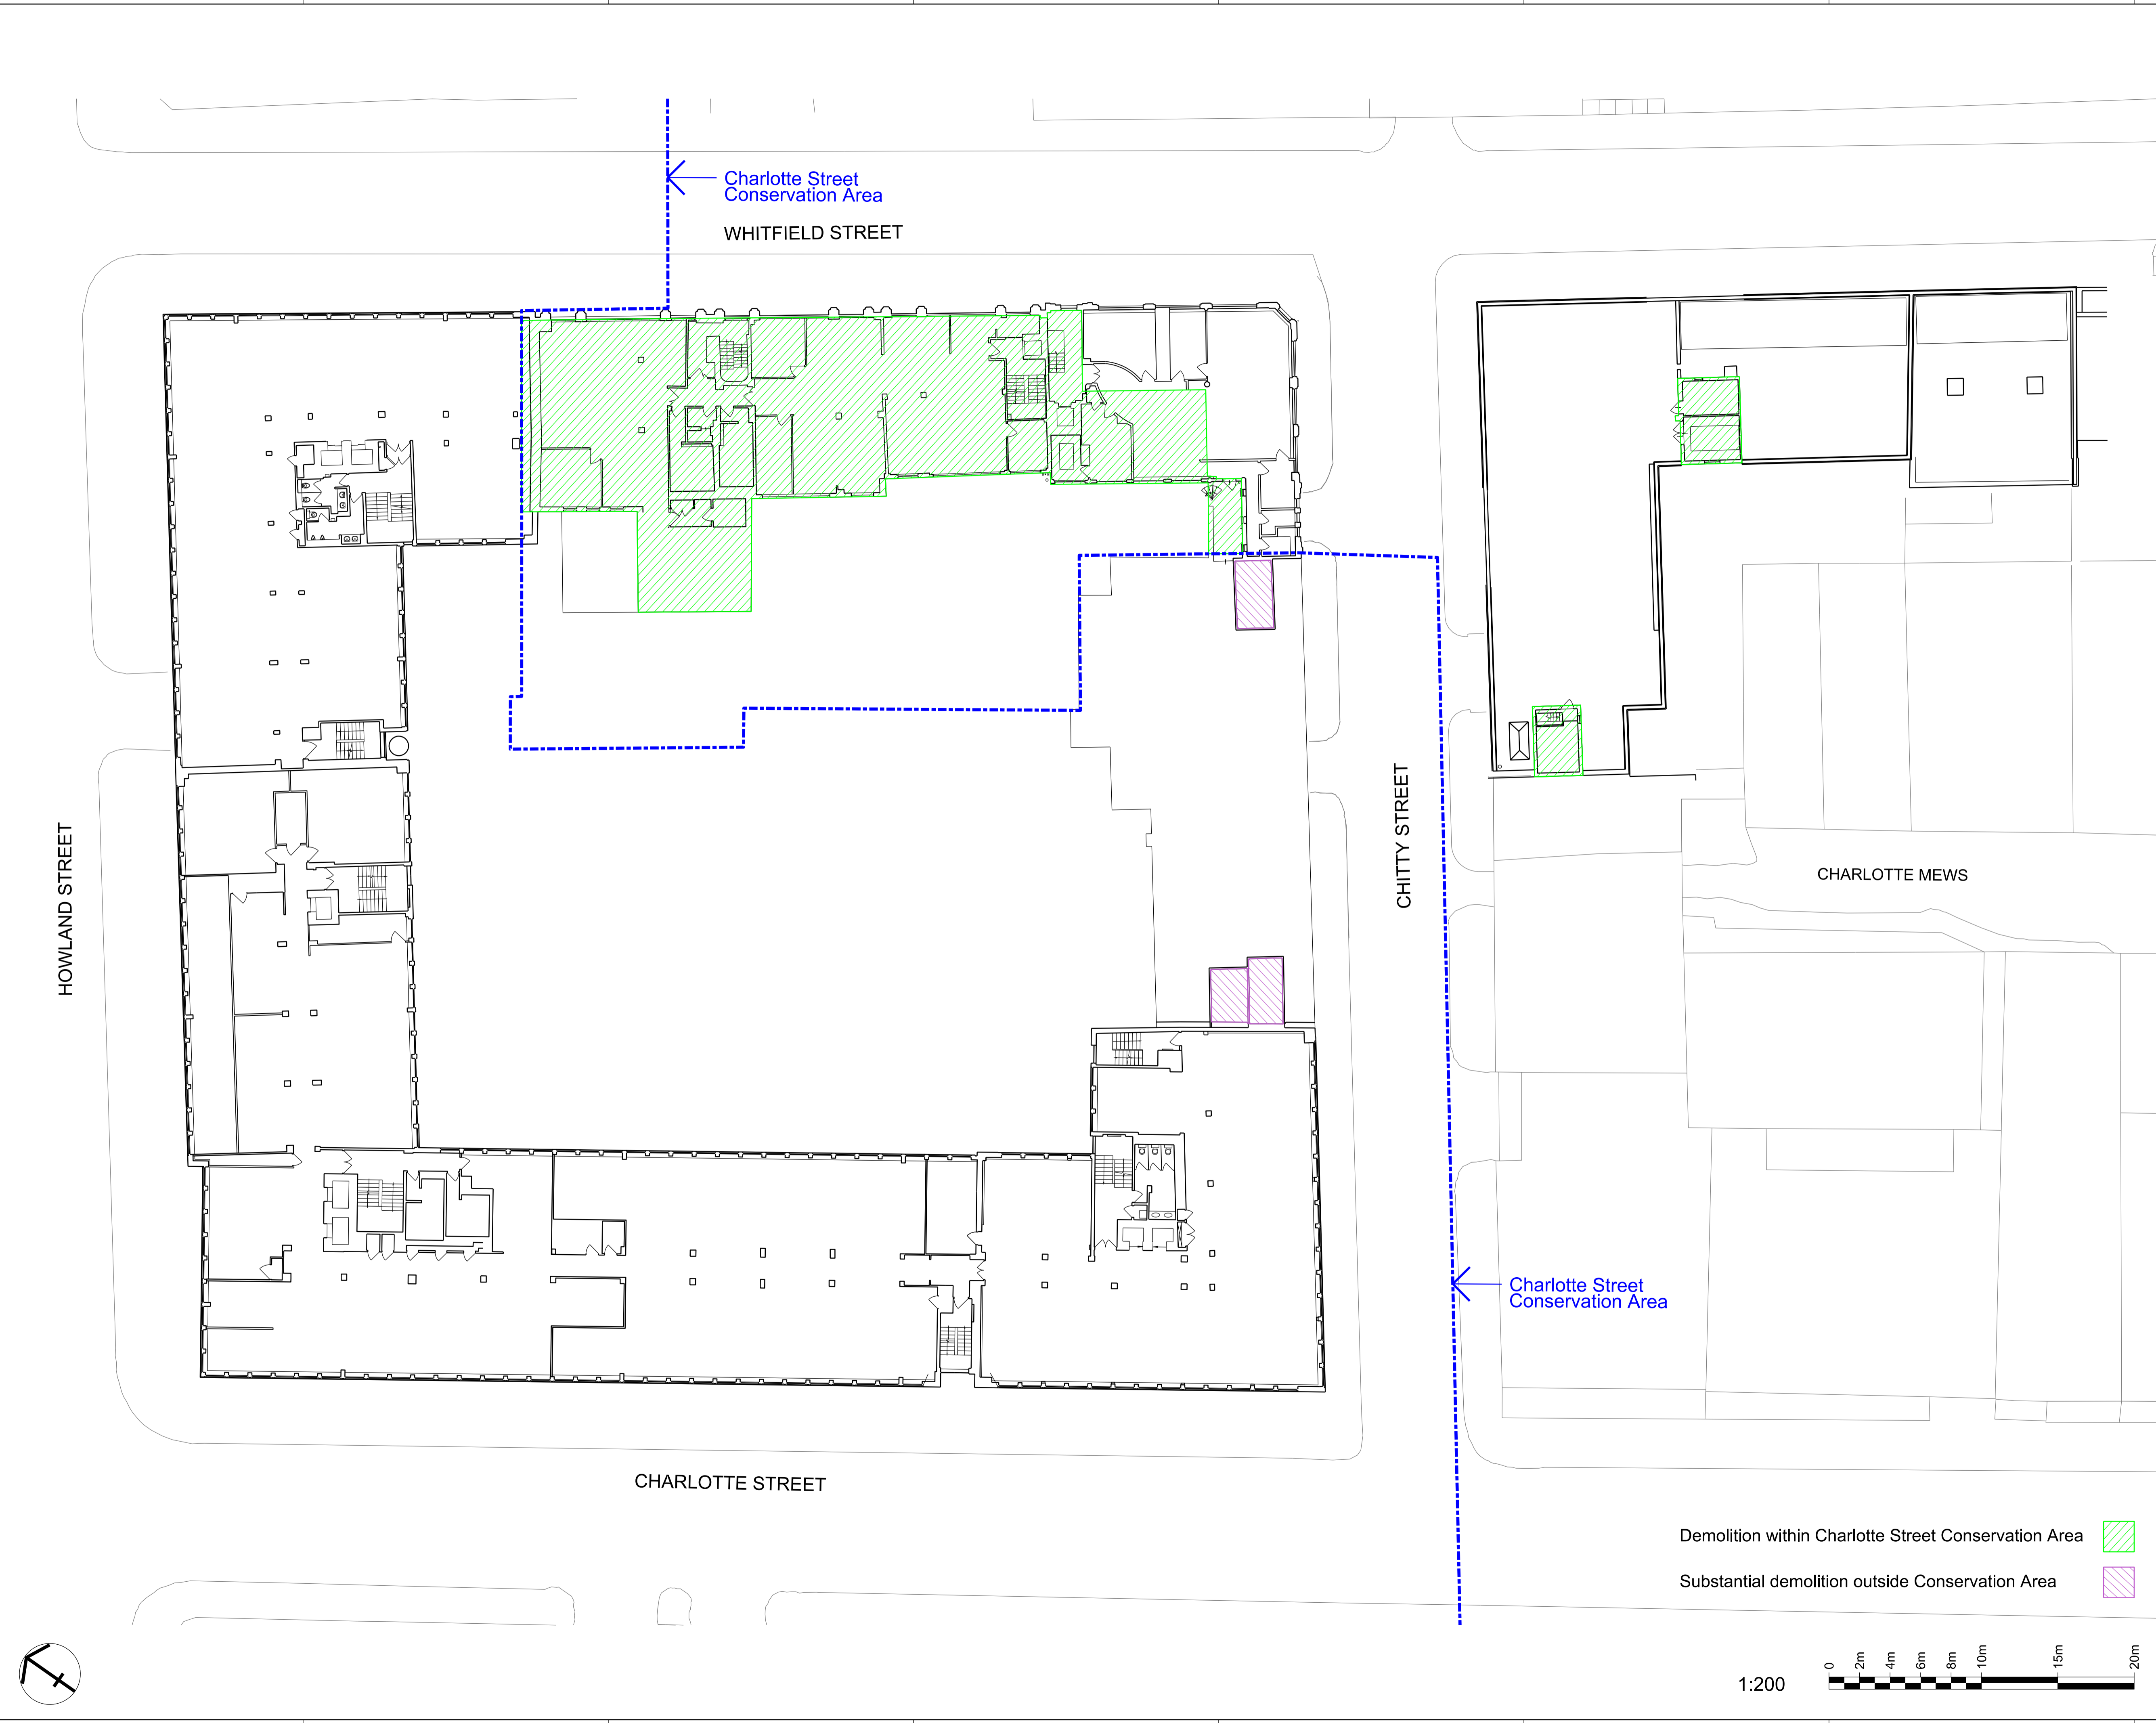 Charlotte Street
Conservation Area
WHITFIELD STREET
HOWLAND STREET
CHITTY STREET
CHARLOTTE MEWS
Charlotte Street
Conservation Area
CHARLOTTE STREET
Demolition within Charlotte Street Conservation Area
Substantial demolition outside Conservation Area
1:200
0 2m 4m 6m 8m 10m 15m 20m